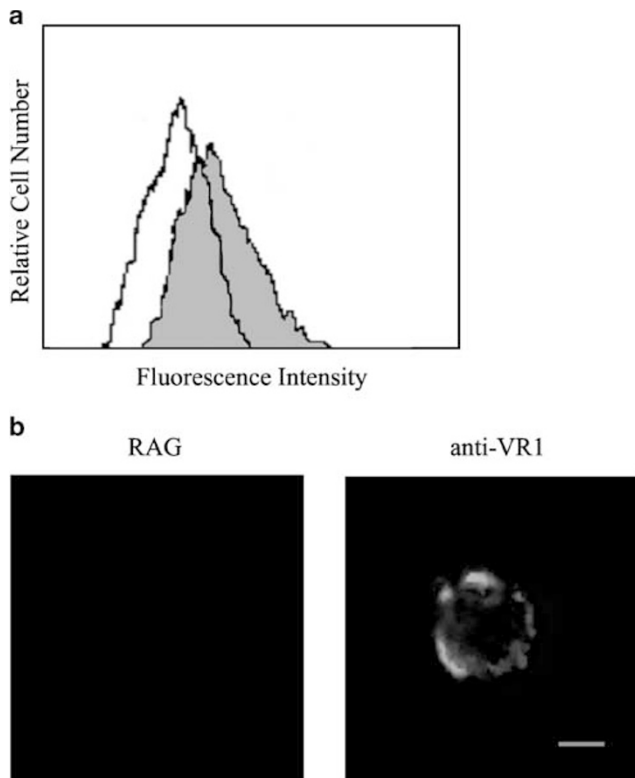 a
Relative Cell Number
Fluorescence Intensity
b
RAG
anti-VR1